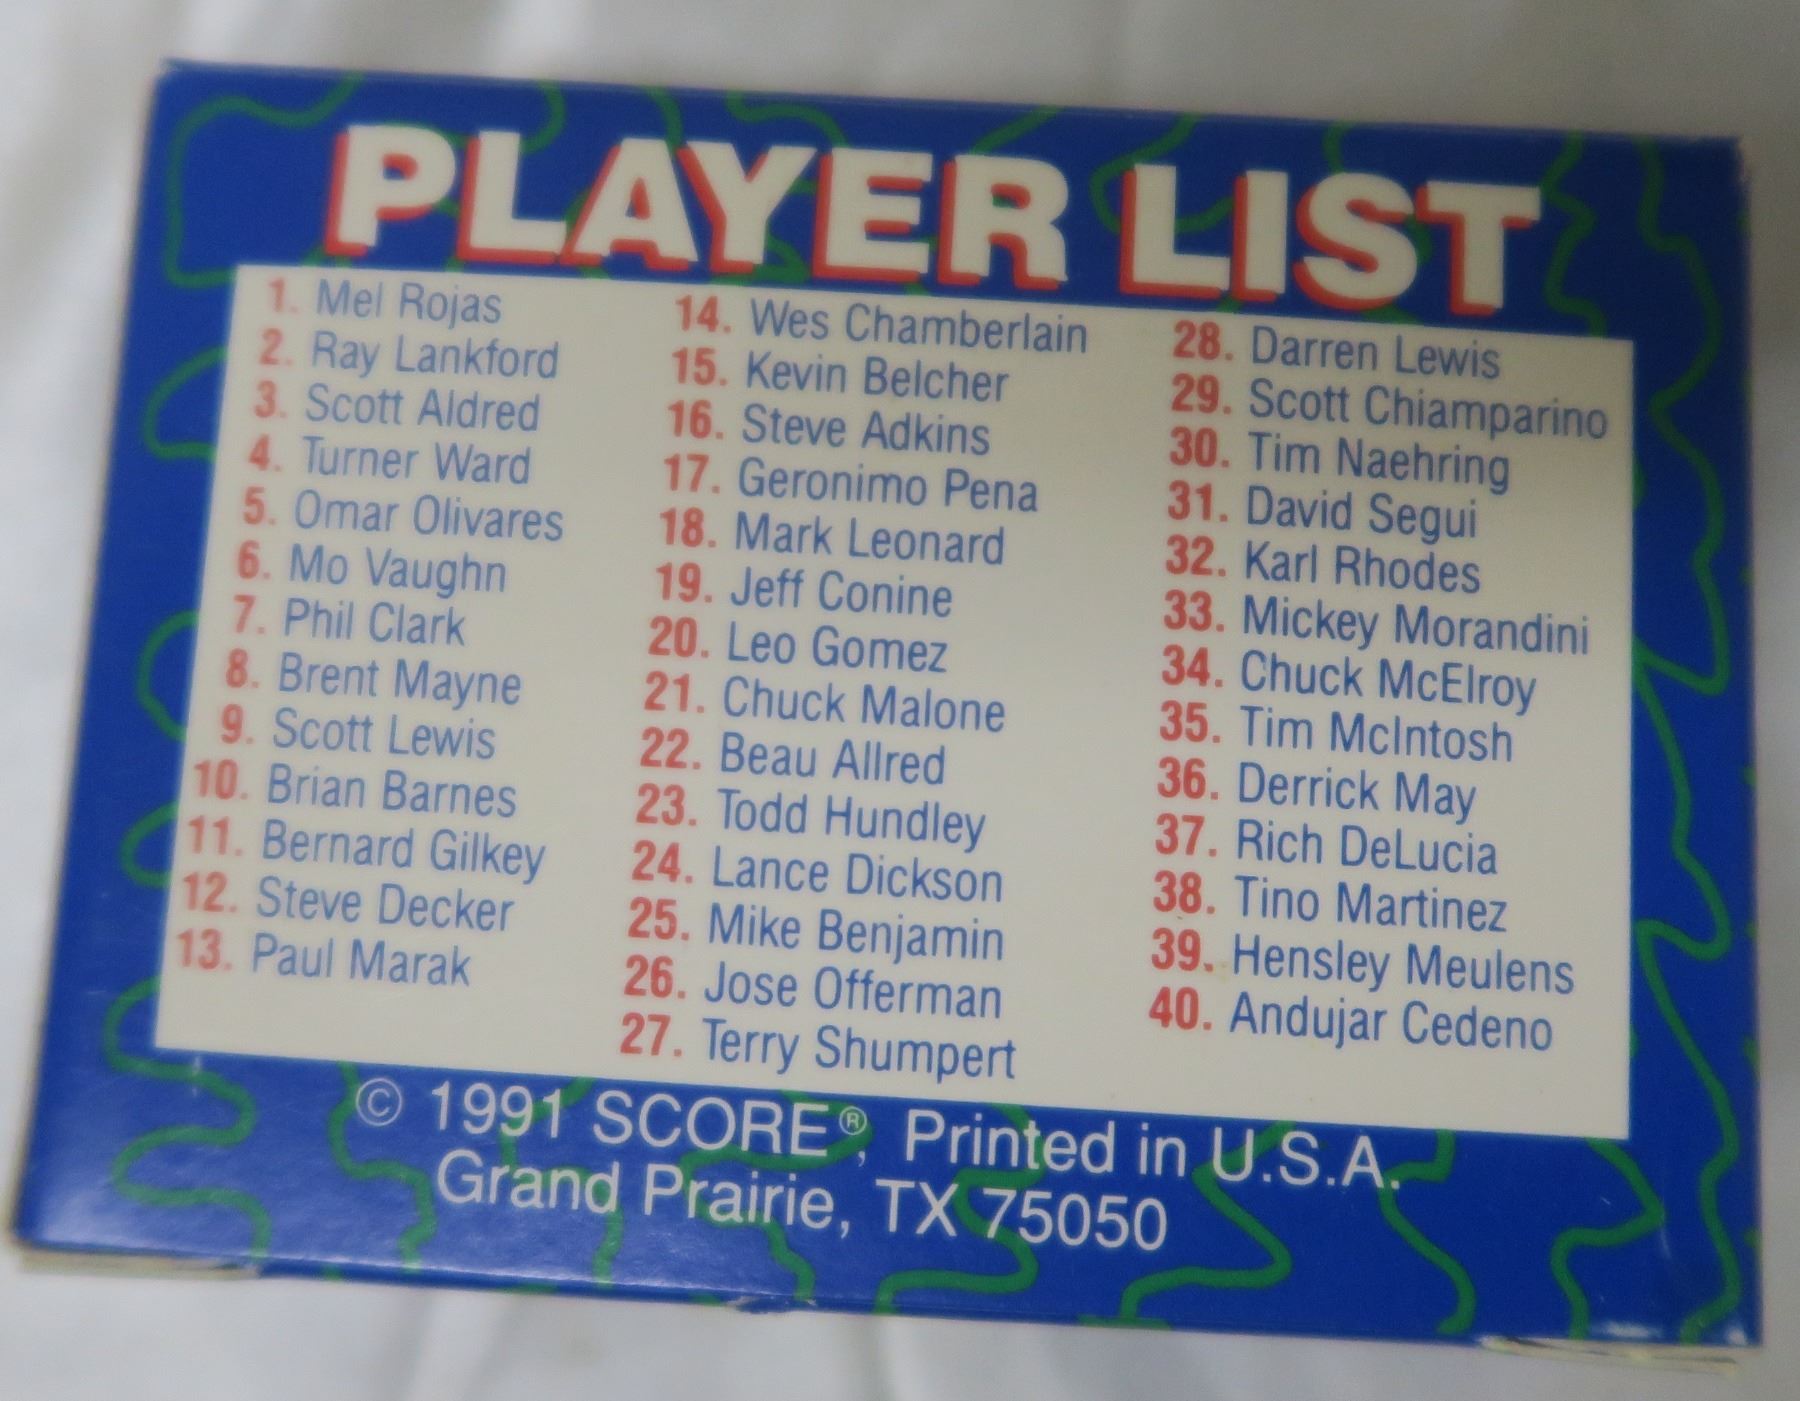 PLAYER LIST
1. Mel Rojas
2. Ray Lankford
3. Scott Aldred
4. Turner Ward
5. Omar Olivares
6. Mo Vaughn
7. Phil Clark
8. Brent Mayne
9. Scott Lewis
10. Brian Barnes
11. Bernard Gilkey
12. Steve Decker
13. Paul Marak
14. Wes Chamberlain
15. Kevin Belcher
16. Steve Adkins
17. Geronimo Pena
18. Mark Leonard
19. Jeff Conine
20. Leo Gomez
21. Chuck Malone
22. Beau Allred
23. Todd Hundley
24. Lance Dickson
25. Mike Benjamin
26. Jose Offerman
27. Terry Shumpert
28. Darren Lewis
29. Scott Chiamparino
30. Tim Naehring
31. David Segui
32. Karl Rhodes
33. Mickey Morandini
34. Chuck McElroy
35. Tim McIntosh
36. Derrick May
37. Rich DeLucia
38. Tino Martinez
39. Hensley Meulens
40. Andujar Cedeno
© 1991 SCORE®, Printed in U.S.A.
Grand Prairie, TX 75050